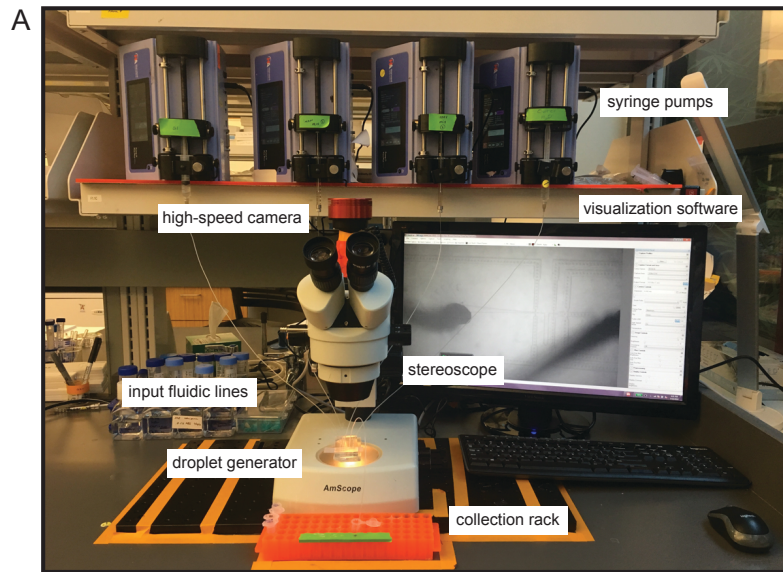 A
syringe pumps
high-speed camera
visualization software
stereoscope
input fluidic lines
droplet generator
AmScope
collection rack